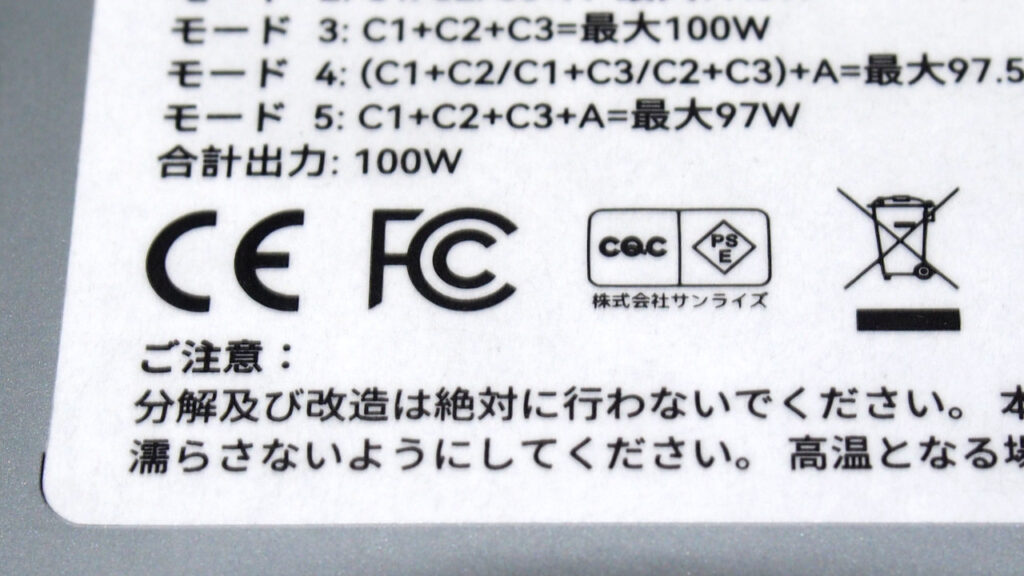 モード 3: C1+C2+C3=最大100W
モード 4: (C1+C2/C1+C3/C2+C3)+A=最大97.5
モード 5: C1+C2+C3+A=最大97W
合計出力: 100W
CE FC CQC PSE
株式会社サンライズ
ご注意：
分解及び改造は絶対に行わないでください。 本
濡らさないようにしてください。 高温となる場